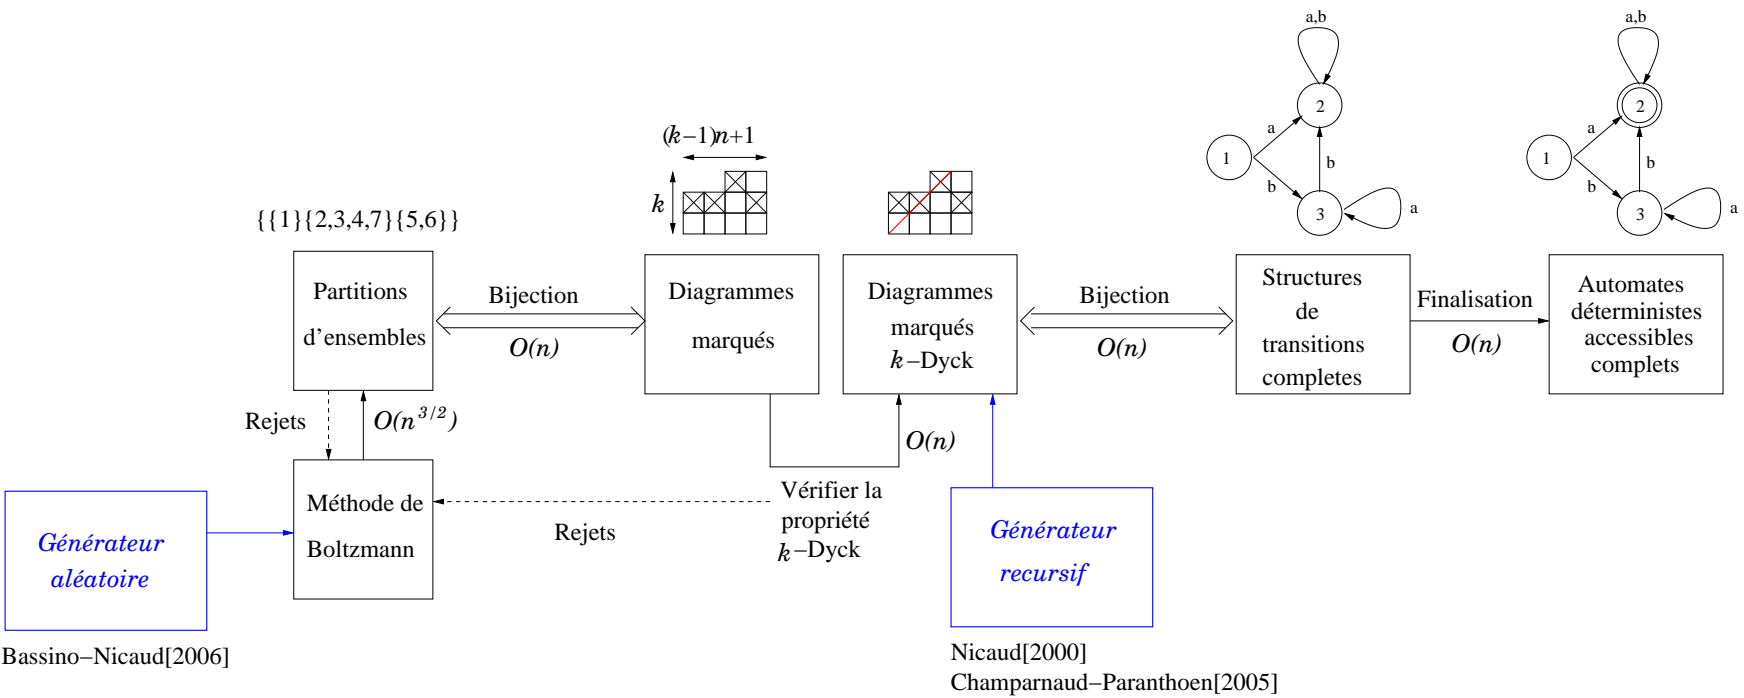 a,b
a,b
2
2
(k−1)n+1
a
a
1
1
b
b
b
b
k
3
a
3
a
{{1}{2,3,4,7}{5,6}}
Partitions
d’ensembles
Bijection
O(n)
Diagrammes
marqués
Diagrammes
marqués
k−Dyck
Bijection
O(n)
Structures
de
transitions
completes
Finalisation
O(n)
Automates
déterministes
accessibles
complets
Rejets
O(n^3/2)
O(n)
Méthode de
Boltzmann
Rejets
Vérifier la
propriété
k−Dyck
Générateur
aléatoire
Générateur
recursif
Bassino−Nicaud[2006]
Nicaud[2000]
Champarnaud−Paranthoen[2005]